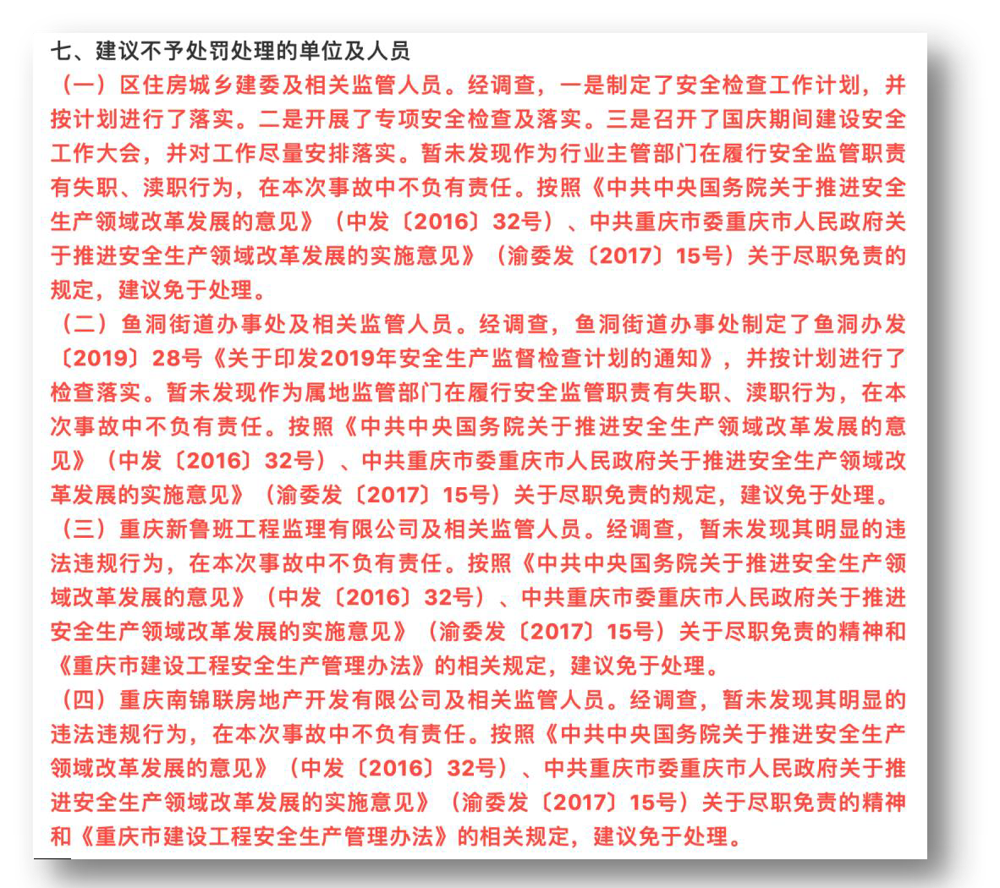 七、建议不予处罚处理的单位及人员
（一）区住房城乡建委及相关监管人员。经调查，一是制定了安全检查工作计划，并
按计划进行了落实。二是开展了专项安全检查及落实。三是召开了国庆期间建设安全
工作大会，并对工作尽量安排落实。暂未发现作为行业主管部门在履行安全监管职责
有失职、渎职行为，在本次事故中不负有责任。按照《中共中央国务院关于推进安全
生产领域改革发展的意见》（中发〔2016〕32号）、中共重庆市委重庆市人民政府关
于推进安全生产领域改革发展的实施意见》（渝委发〔2017〕15号）关于尽职免责的
规定，建议免于处理。
（二）鱼洞街道办事处及相关监管人员。经调查，鱼洞街道办事处制定了鱼洞办发
〔2019〕28号《关于印发2019年安全生产监督检查计划的通知》，并按计划进行了
检查落实。暂未发现作为属地监管部门在履行安全监管职责有失职、渎职行为，在本
次事故中不负有责任。按照《中共中央国务院关于推进安全生产领域改革发展的意
见》（中发〔2016〕32号）、中共重庆市委重庆市人民政府关于推进安全生产领域改
革发展的实施意见》（渝委发〔2017〕15号）关于尽职免责的规定，建议免于处理。
（三）重庆新鲁班工程监理有限公司及相关监管人员。经调查，暂未发现其明显的违
法违规行为，在本次事故中不负有责任。按照《中共中央国务院关于推进安全生产领
域改革发展的意见》（中发〔2016〕32号）、中共重庆市委重庆市人民政府关于推进
安全生产领域改革发展的实施意见》（渝委发〔2017〕15号）关于尽职免责的精神和
《重庆市建设工程安全生产管理办法》的相关规定，建议免于处理。
（四）重庆南锦联房地产开发有限公司及相关监管人员。经调查，暂未发现其明显的
违法违规行为，在本次事故中不负有责任。按照《中共中央国务院关于推进安全生产
领域改革发展的意见》（中发〔2016〕32号）、中共重庆市委重庆市人民政府关于推
进安全生产领域改革发展的实施意见》（渝委发〔2017〕15号）关于尽职免责的精神
和《重庆市建设工程安全生产管理办法》的相关规定，建议免于处理。